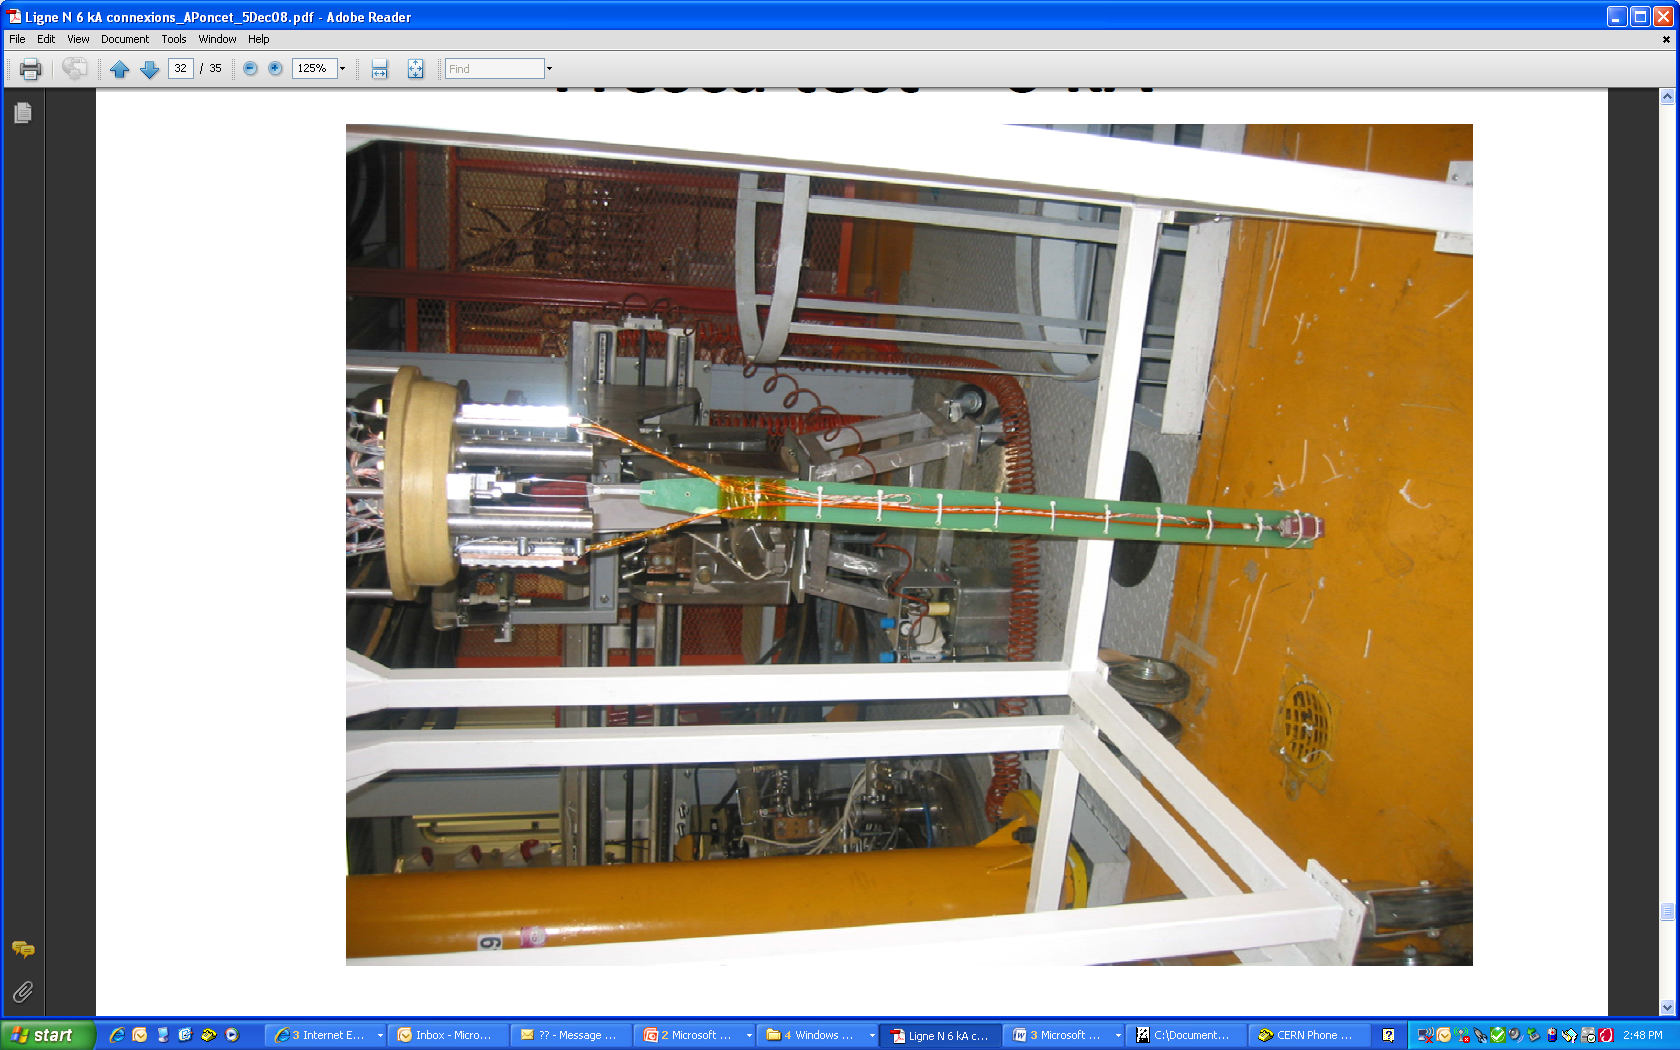 Ligne N 6 kA connexions_APoncet_5Dec08.pdf - Adobe Reader
File Edit View Document Tools Window Help
32 / 35 125% Find
start 3 Internet E... Inbox - Micro... ?? - Message ... 2 Microsoft ... 4 Windows ... Ligne N 6 kA c... 3 Microsoft ... C:\Document... CERN Phone ... 2:48 PM